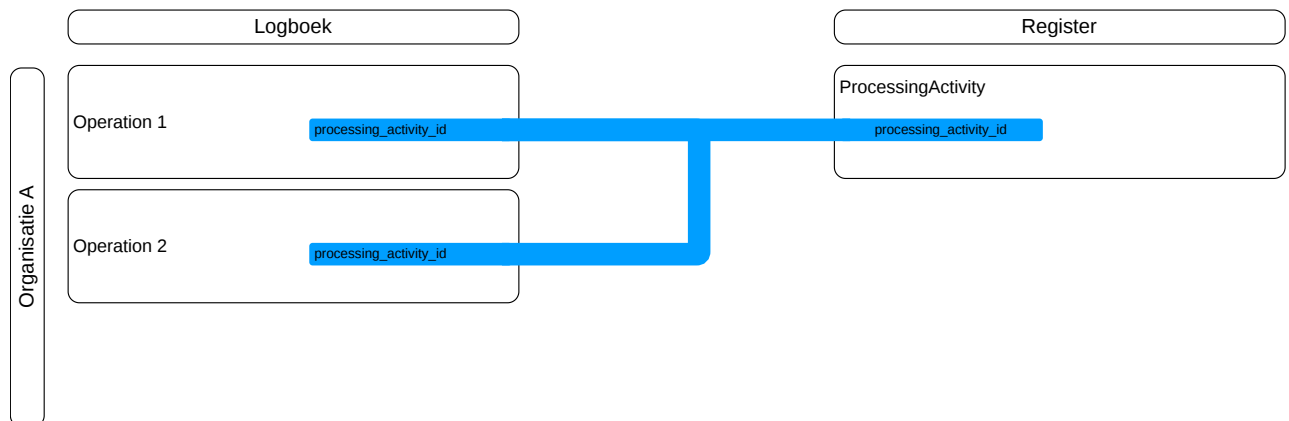 Logboek
Register
Organisatie A
Operation 1
processing_activity_id
ProcessingActivity
processing_activity_id
Operation 2
processing_activity_id